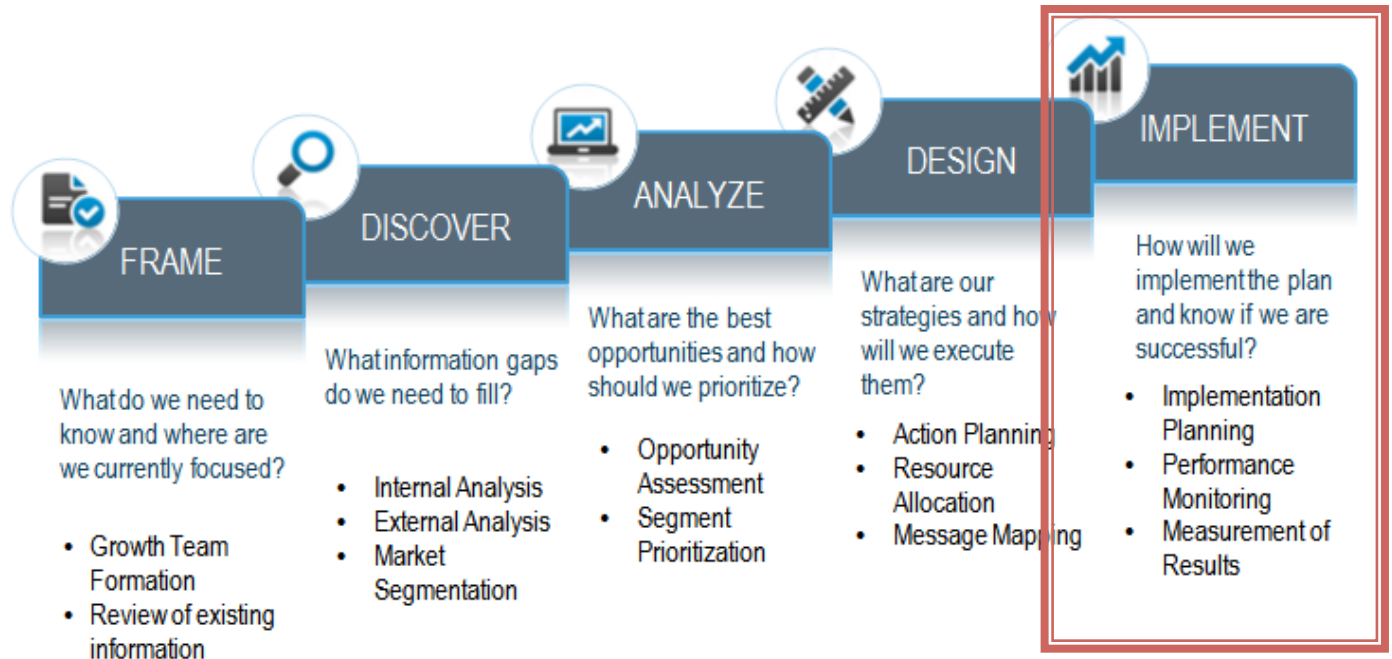 FRAME
What do we need to
know and where are
we currently focused?
• Growth Team
Formation
• Review of existing
information
DISCOVER
What information gaps
do we need to fill?
• Internal Analysis
• External Analysis
• Market
Segmentation
ANALYZE
What are the best
opportunities and how
should we prioritize?
• Opportunity
Assessment
• Segment
Prioritization
DESIGN
What are our
strategies and how
will we execute
them?
• Action Planning
• Resource
Allocation
• Message Mapping
IMPLEMENT
How will we
implement the plan
and know if we are
successful?
• Implementation
Planning
• Performance
Monitoring
• Measurement of
Results